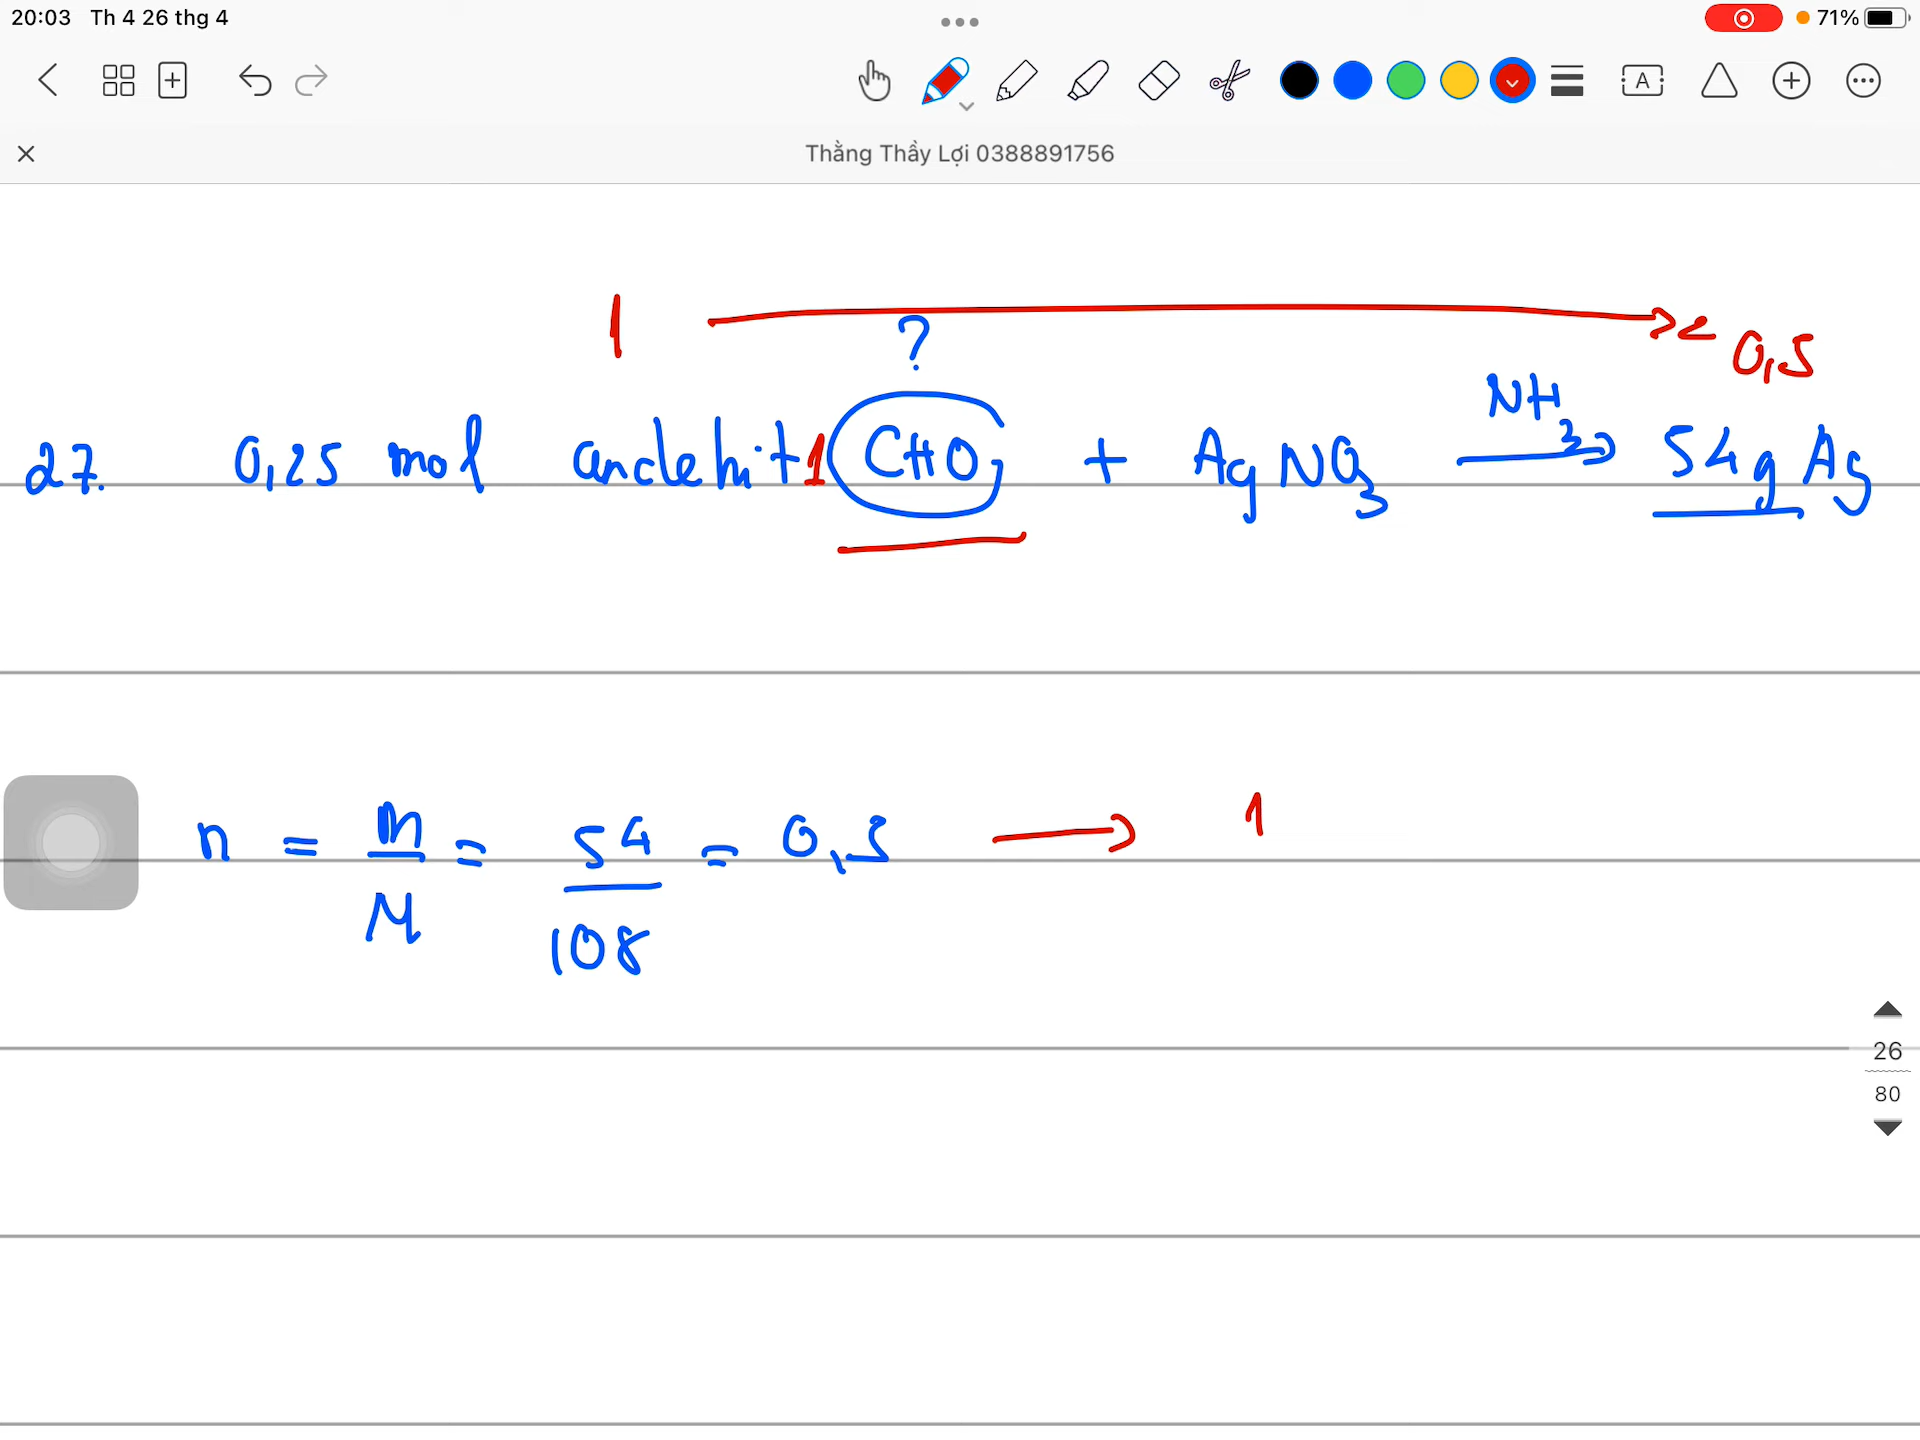 20:03 Th 4 26 thg 4
71%
A
Thằng Thầy Lợi 0388891756
1 → < 0,5
?
27. 0,25 mol andehit 1 CHO, + AgNO3 NH3 → 54g Ag
n = m/M = 54/108 = 0,5 → 1
26
80